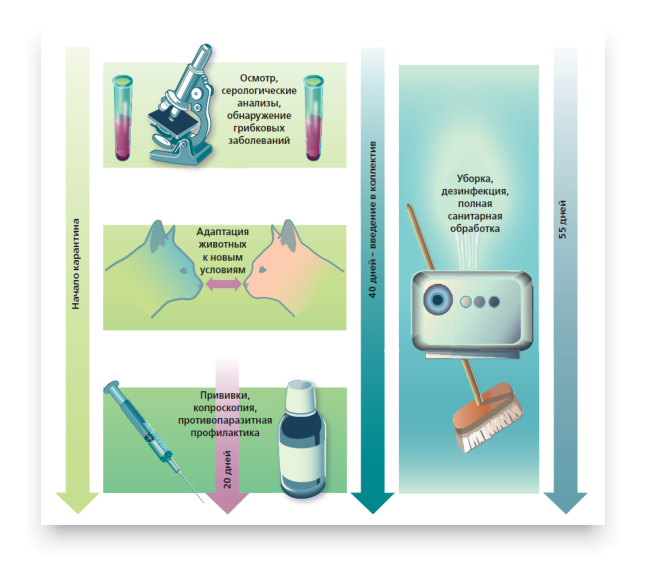 Начало карантина
Осмотр,
серологические
анализы,
обнаружение
грибковых
заболеваний
Адаптация
животных
к новым
условиям
Прививки,
копроскопия,
противопаразитная
профилактика
20 дней
40 дней – введение в коллектив
Уборка,
дезинфекция,
полная
санитарная
обработка
55 дней